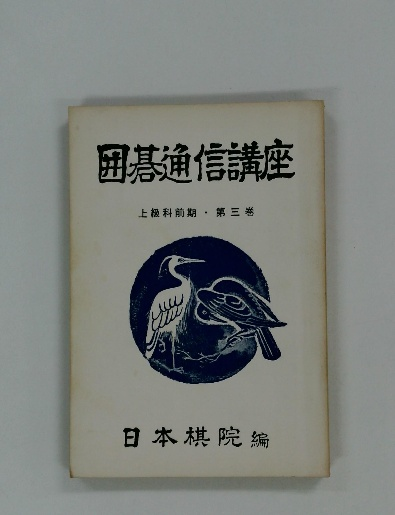 囲碁通信講座
上級科前期・第三巻
日本棋院 編